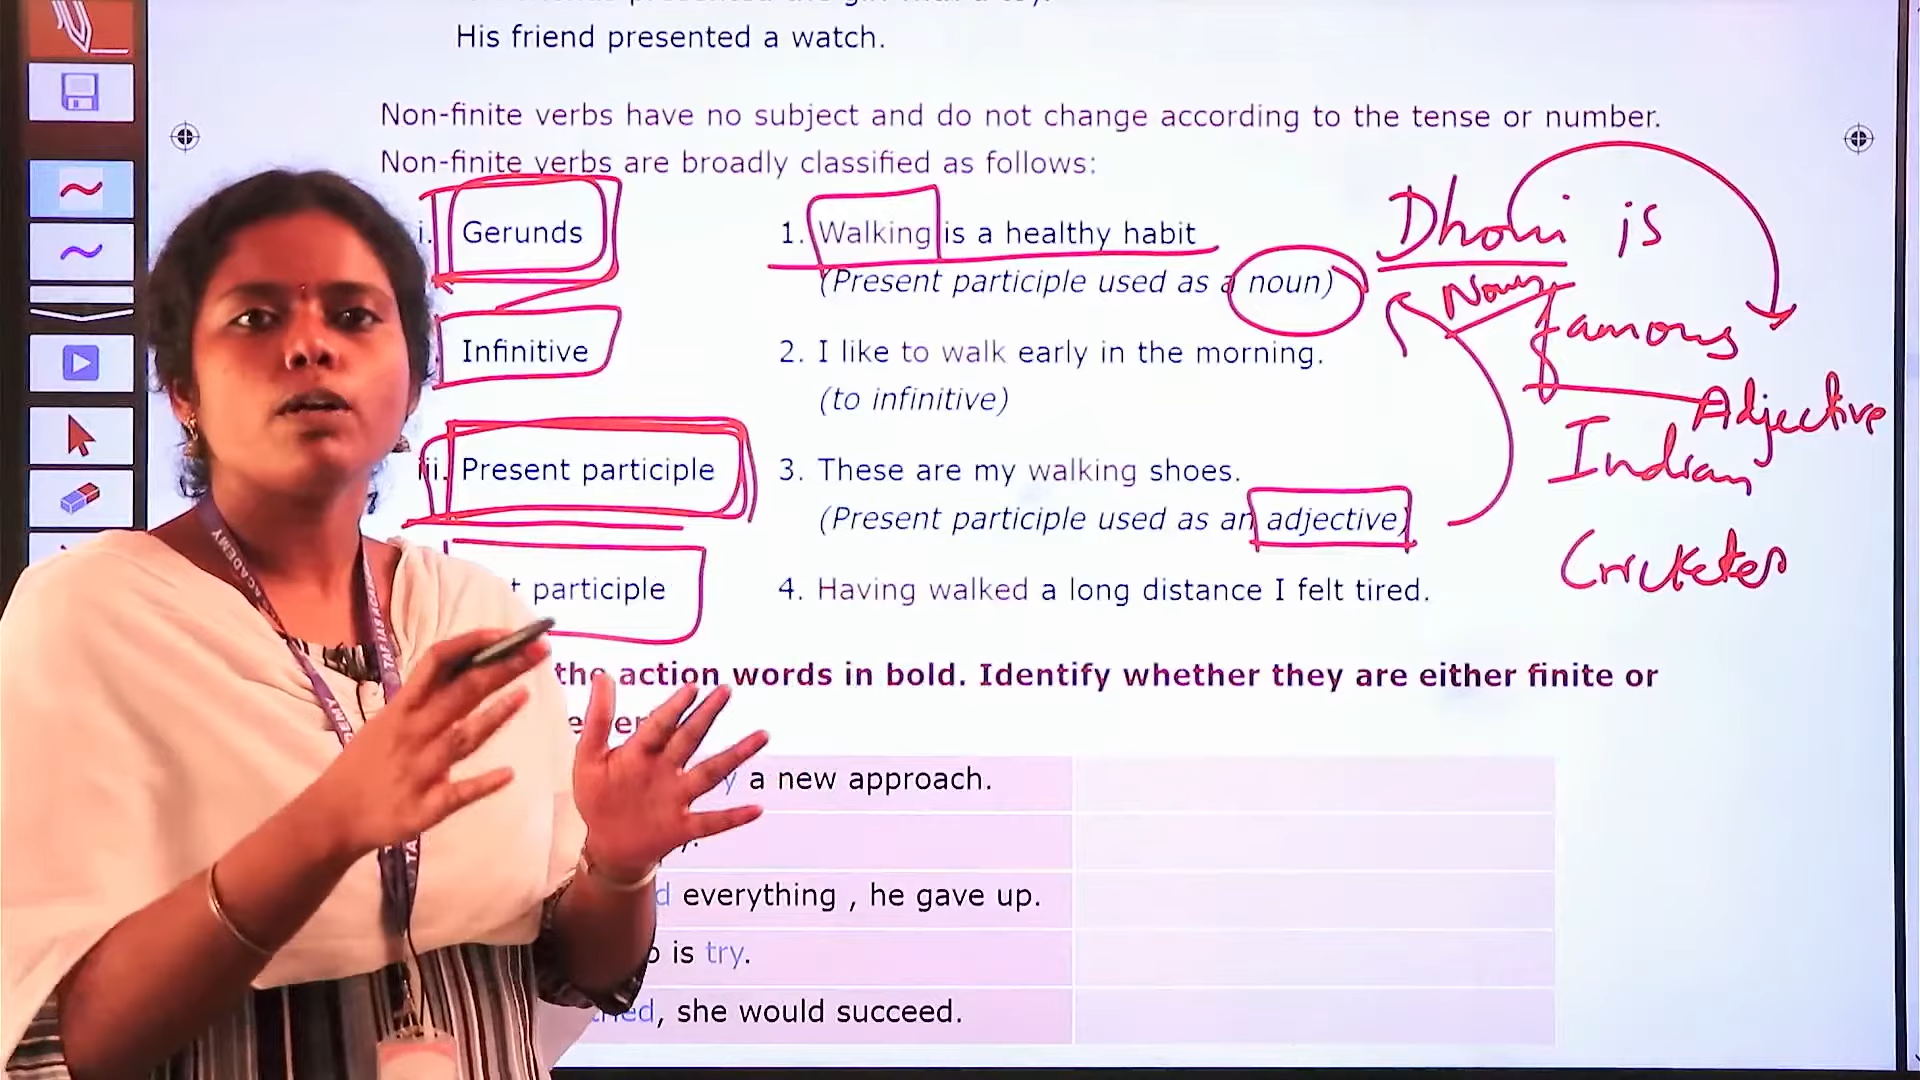 His friend presented a watch.
Non-finite verbs have no subject and do not change according to the tense or number.
Non-finite verbs are broadly classified as follows:
i. Gerunds
1. Walking is a healthy habit
(Present participle used as a noun)
Infinitive
2. I like to walk early in the morning.
(to infinitive)
iii. Present participle
3. These are my walking shoes.
(Present participle used as an adjective)
participle
4. Having walked a long distance I felt tired.
Dhoni is
Noun
famous
Adjective
Indian
Cricketer
the action words in bold. Identify whether they are either finite or
a new approach.
everything , he gave up.
is try.
, she would succeed.
ACADEMY
TAF IAS ACADEMY